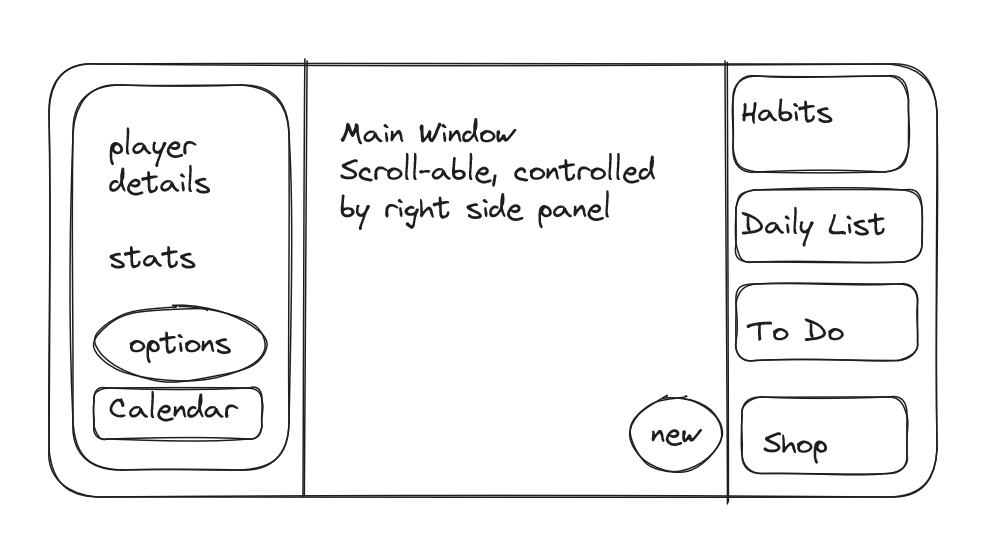 player
details
stats
options
Calendar
Main Window
Scroll-able, controlled
by right side panel
new
Habits
Daily List
To Do
Shop